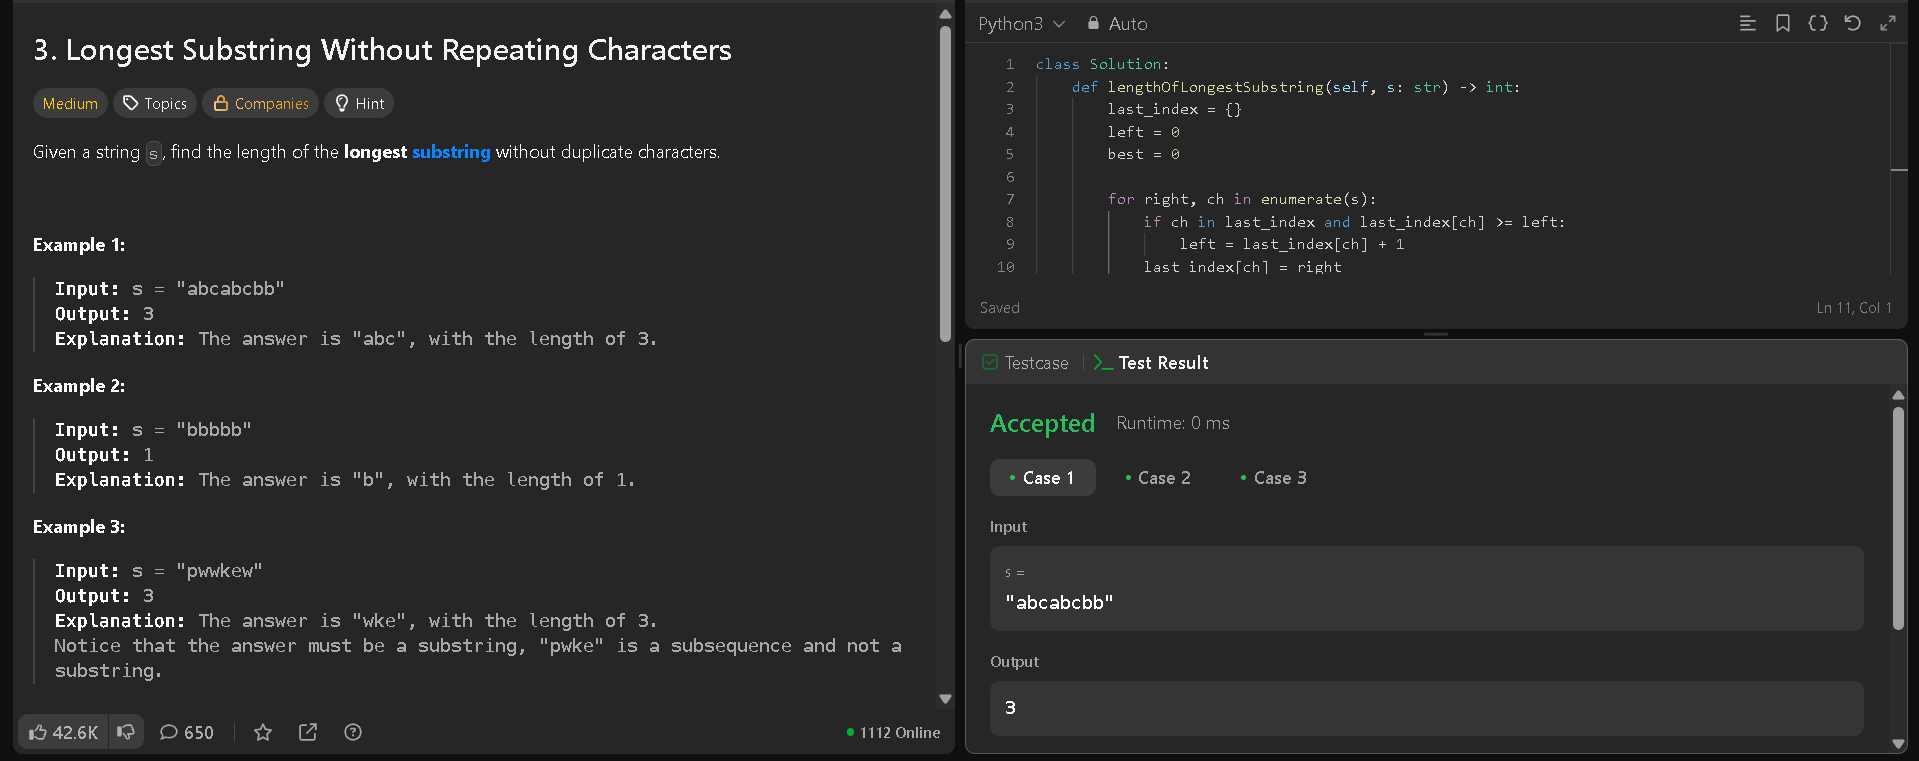 3. Longest Substring Without Repeating Characters
Medium Topics Companies Hint
Given a string s, find the length of the longest substring without duplicate characters.
Example 1:
Input: s = "abcabcbb"
Output: 3
Explanation: The answer is "abc", with the length of 3.
Example 2:
Input: s = "bbbbb"
Output: 1
Explanation: The answer is "b", with the length of 1.
Example 3:
Input: s = "pwwkew"
Output: 3
Explanation: The answer is "wke", with the length of 3.
Notice that the answer must be a substring, "pwke" is a subsequence and not a
substring.
42.6K 650 1112 Online
Python3 Auto
1 class Solution:
2     def lengthOfLongestSubstring(self, s: str) -> int:
3         last_index = {}
4         left = 0
5         best = 0
6
7         for right, ch in enumerate(s):
8             if ch in last_index and last_index[ch] >= left:
9                 left = last_index[ch] + 1
10             last_index[ch] = right
Saved Ln 11, Col 1
Testcase Test Result
Accepted Runtime: 0 ms
Case 1 Case 2 Case 3
Input
s =
"abcabcbb"
Output
3